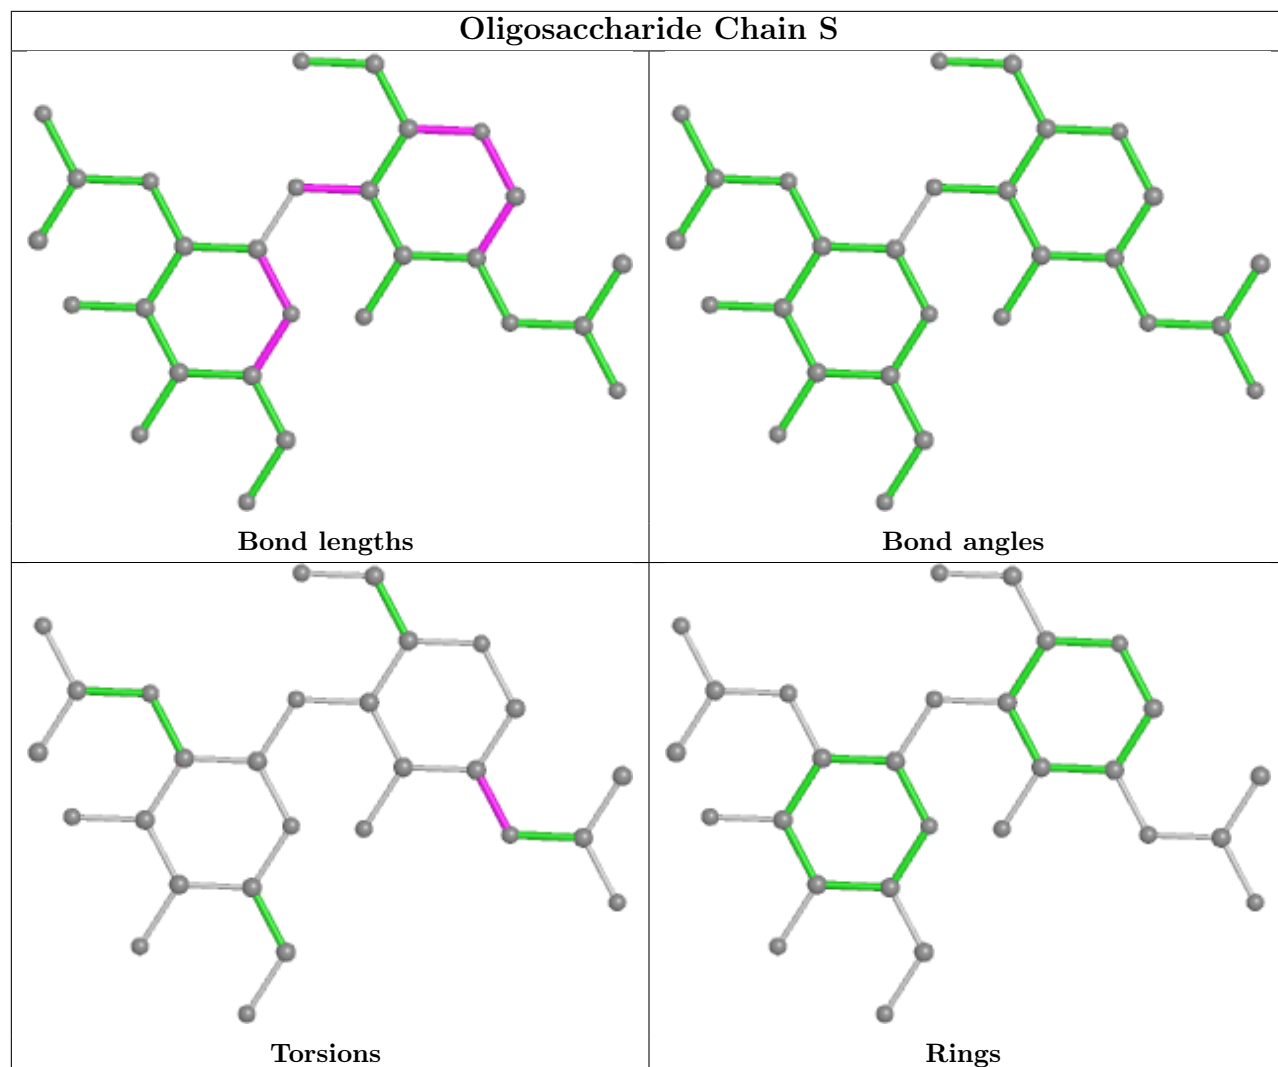 Oligosaccharide Chain S
Bond lengths
Bond angles
Torsions
Rings